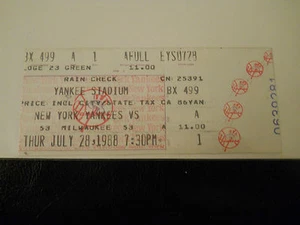 BX 499 A 1 AFULL EYS0729
LOGE 23 GREEN 11.00
RAIN CHECK CN 25391
YANKEE STADIUM BX 499
PRICE INCL CITY/STATE TAX CA
NEW YORK YANKEES VS A
53 MILWAUKEE 53 A 11.00
THUR JULY 28, 1988 7:30PM 1